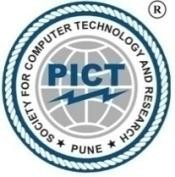 ®
SOCIETY FOR COMPUTER TECHNOLOGY AND RESEARCH
PICT
★ PUNE ★